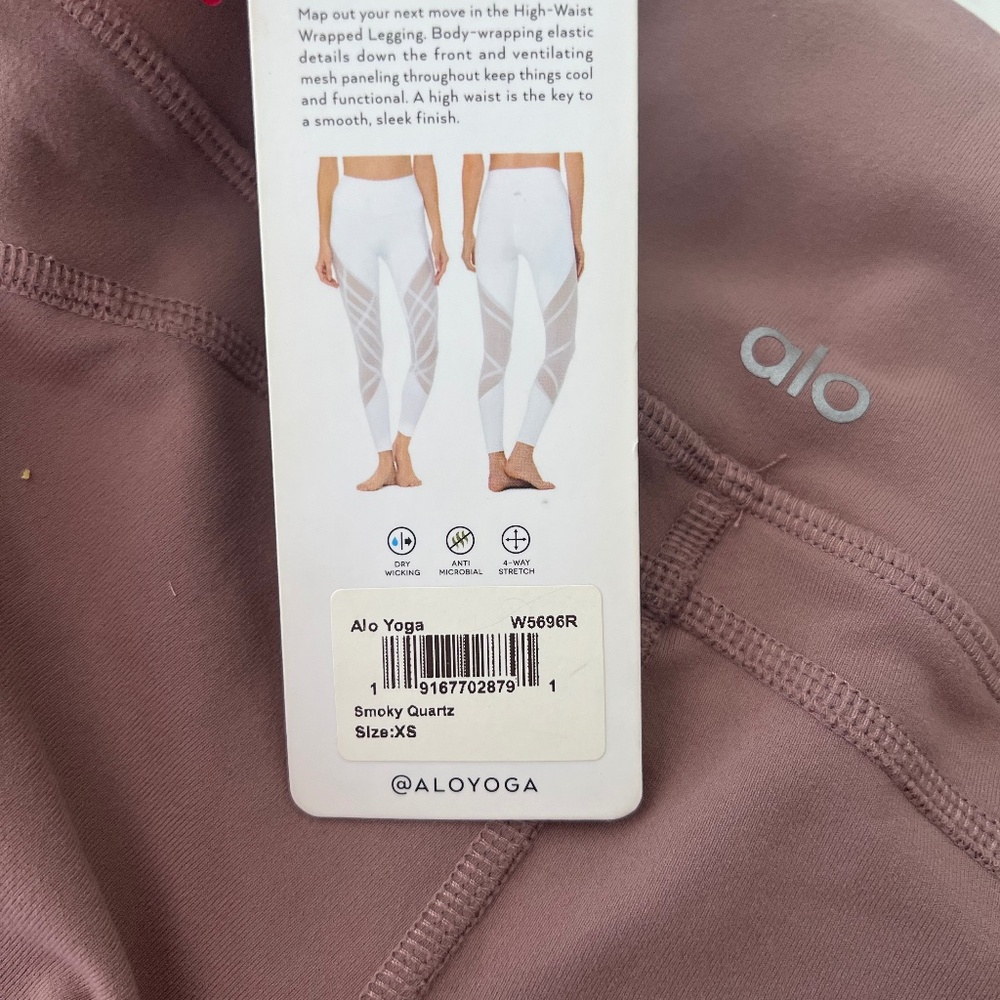 Map out your next move in the High-Waist
Wrapped Legging. Body-wrapping elastic
details down the front and ventilating
mesh paneling throughout keep things cool
and functional. A high waist is the key to
a smooth, sleek finish.
alo
DRY
WICKING
ANTI
MICROBIAL
4-WAY
STRETCH
Alo Yoga W5696R
1 9167702879 1
Smoky Quartz
Size:XS
@ALOYOGA